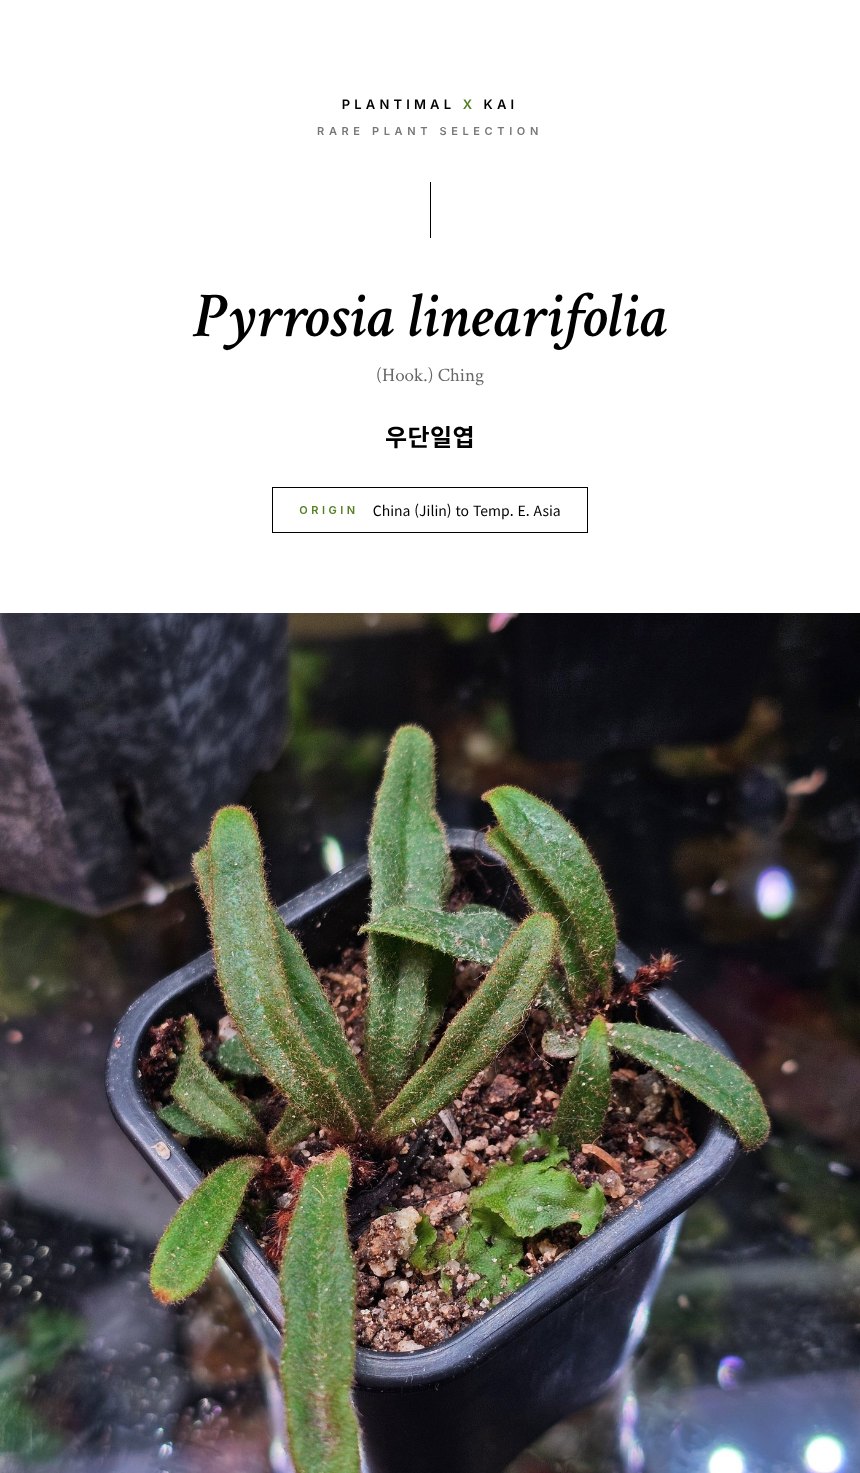 PLANTIMAL X KAI
RARE PLANT SELECTION
Pyrrosia linearifolia
(Hook.) Ching
우단일엽
ORIGIN China (Jilin) to Temp. E. Asia